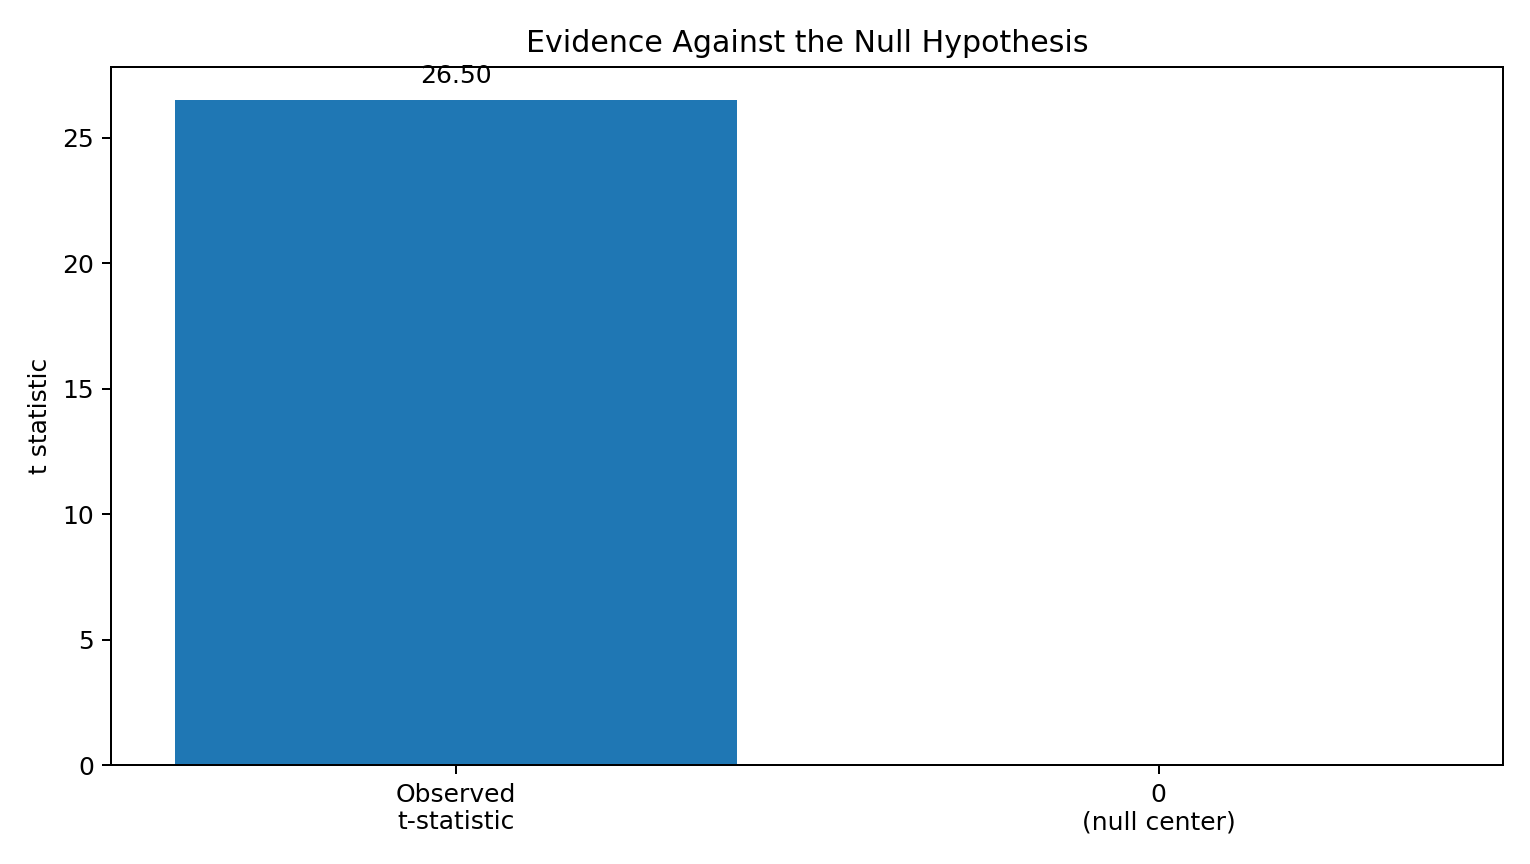 Evidence Against the Null Hypothesis
26.50
25
20
15
10
5
0
t statistic
Observed
t-statistic
0
(null center)